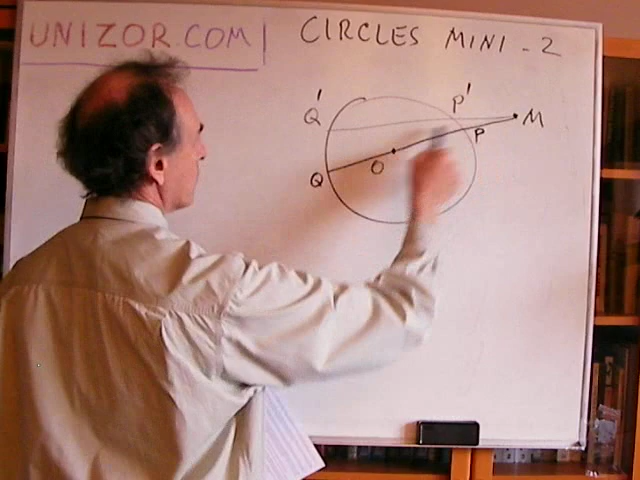 UNIZOR.COM
CIRCLES MINI - 2
Q' P' M
P
O
Q